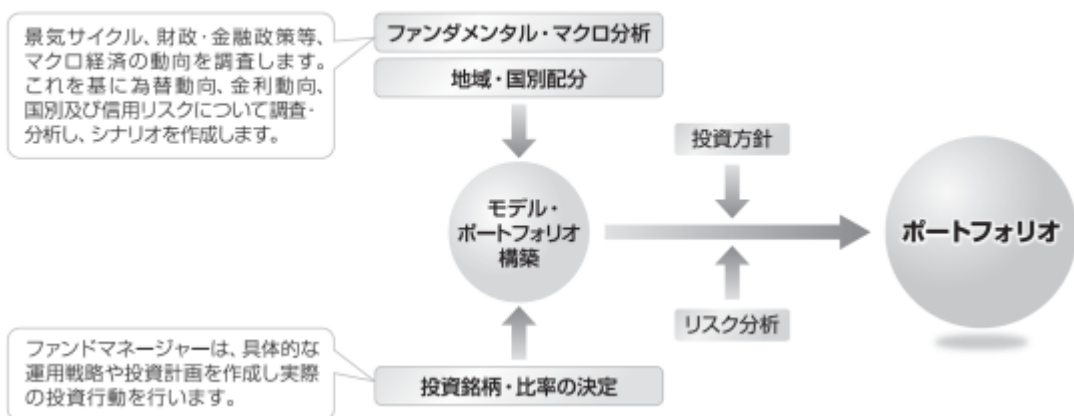 景気サイクル、財政・金融政策等、
マクロ経済の動向を調査します。
これを基に為替動向、金利動向、
国別及び信用リスクについて調査・
分析し、シナリオを作成します。
ファンダメンタル・マクロ分析
地域・国別配分
モデル・
ポートフォリオ
構築
投資方針
リスク分析
ポートフォリオ
ファンドマネージャーは、具体的な
運用戦略や投資計画を作成し実際
の投資行動を行います。
投資銘柄・比率の決定